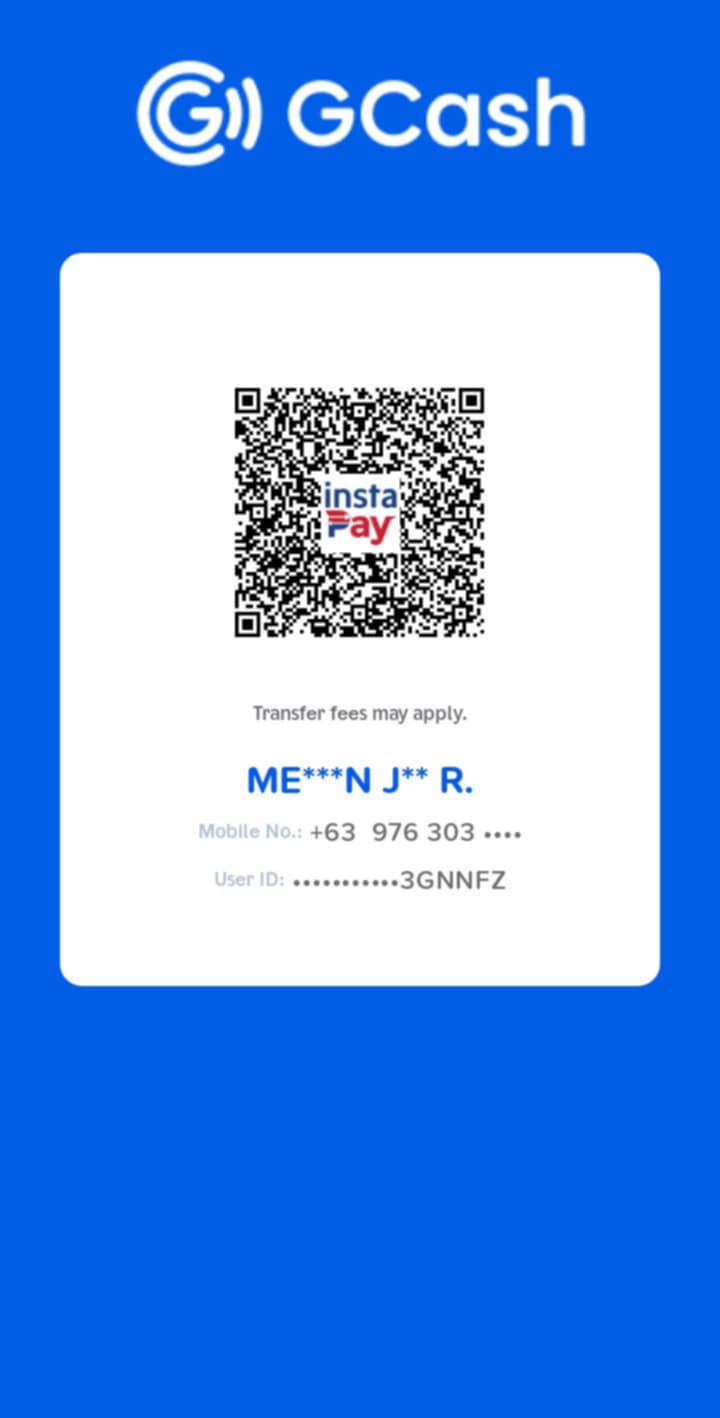 GCash
insta
Pay
Transfer fees may apply.
ME***N J** R.
Mobile No.: +63 976 303 ••••
User ID: •••••••••••3GNNFZ